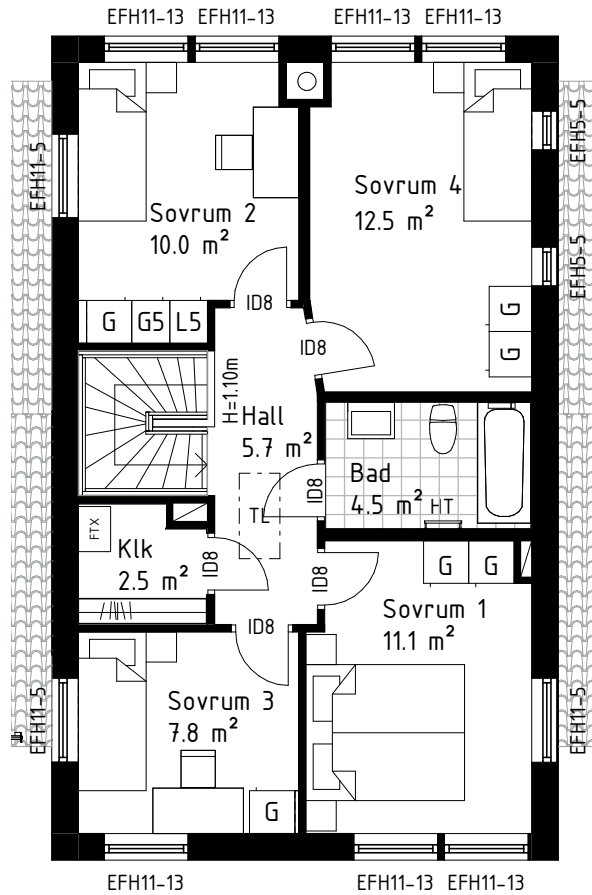 EFH11-13 EFH11-13 EFH11-13 EFH11-13
EFH5-5
EFH11-5
Sovrum 4
12.5 m²
Sovrum 2
10.0 m²
EFH5-5
ID8
G
G5
L5
G
ID8
G
H=1.10m
Hall
5.7 m²
Bad
4.5 m²
ID8
HT
TL
FTX
Klk
2.5 m²
ID8
ID8
G
G
Sovrum 1
11.1 m²
ID8
Sovrum 3
7.8 m²
EFH11-5
EFH11-5
G
EFH11-13
EFH11-13 EFH11-13